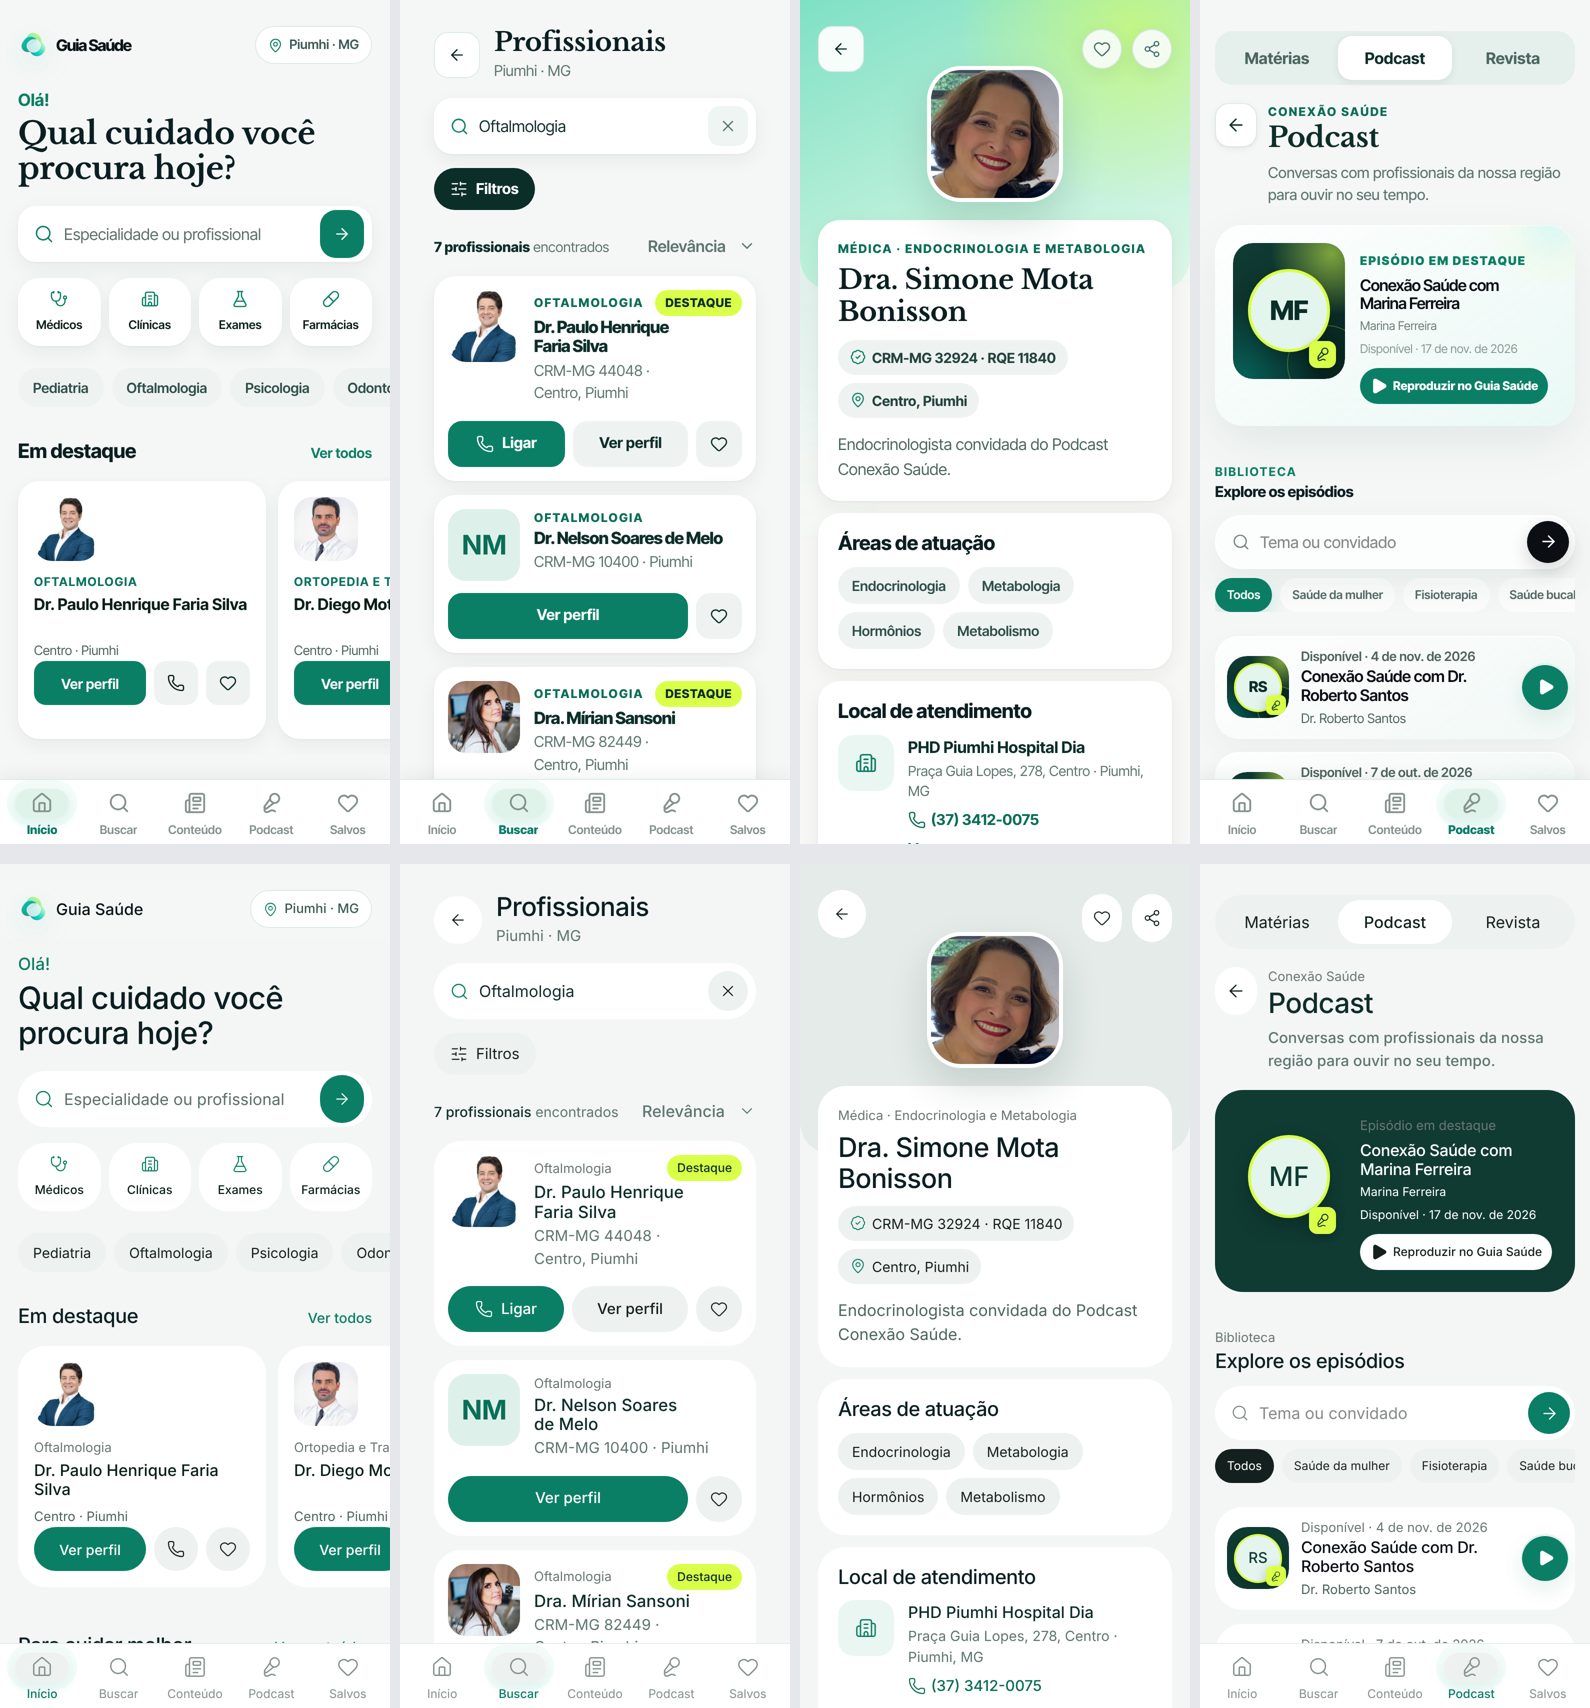 Guia Saúde
Piumhi · MG
Olá!
Qual cuidado você
procura hoje?
Especialidade ou profissional
Médicos
Clínicas
Exames
Farmácias
Pediatria
Oftalmologia
Psicologia
Odonto
Em destaque
Ver todos
OFTALMOLOGIA
Dr. Paulo Henrique Faria Silva
Centro · Piumhi
Ver perfil
ORTOPEDIA E T
Dr. Diego Mot
Centro · Piumhi
Ver perfil
Início
Buscar
Conteúdo
Podcast
Salvos
Profissionais
Piumhi · MG
Oftalmologia
Filtros
7 profissionais encontrados
Relevância
OFTALMOLOGIA
DESTAQUE
Dr. Paulo Henrique
Faria Silva
CRM-MG 44048 ·
Centro, Piumhi
Ligar
Ver perfil
NM
OFTALMOLOGIA
Dr. Nelson Soares de Melo
CRM-MG 10400 · Piumhi
Ver perfil
OFTALMOLOGIA
DESTAQUE
Dra. Mírian Sansoni
CRM-MG 82449 ·
Centro, Piumhi
Início
Buscar
Conteúdo
Podcast
Salvos
MÉDICA · ENDOCRINOLOGIA E METABOLOGIA
Dra. Simone Mota
Bonisson
CRM-MG 32924 · RQE 11840
Centro, Piumhi
Endocrinologista convidada do Podcast
Conexão Saúde.
Áreas de atuação
Endocrinologia
Metabologia
Hormônios
Metabolismo
Local de atendimento
PHD Piumhi Hospital Dia
Praça Guia Lopes, 278, Centro · Piumhi,
MG
(37) 3412-0075
Matérias
Podcast
Revista
CONEXÃO SAÚDE
Podcast
Conversas com profissionais da nossa região
para ouvir no seu tempo.
MF
EPISÓDIO EM DESTAQUE
Conexão Saúde com
Marina Ferreira
Marina Ferreira
Disponível · 17 de nov. de 2026
Reproduzir no Guia Saúde
BIBLIOTECA
Explore os episódios
Tema ou convidado
Todos
Saúde da mulher
Fisioterapia
Saúde bucal
RS
Disponível · 4 de nov. de 2026
Conexão Saúde com Dr.
Roberto Santos
Dr. Roberto Santos
Disponível · 7 de out. de 2026
Início
Buscar
Conteúdo
Podcast
Salvos
Guia Saúde
Piumhi · MG
Olá!
Qual cuidado você
procura hoje?
Especialidade ou profissional
Médicos
Clínicas
Exames
Farmácias
Pediatria
Oftalmologia
Psicologia
Odon
Em destaque
Ver todos
Oftalmologia
Dr. Paulo Henrique Faria
Silva
Centro · Piumhi
Ver perfil
Ortopedia e Tra
Dr. Diego Mo
Centro · Piumhi
Ver perfil
Para cuidar melhor
Início
Buscar
Conteúdo
Podcast
Salvos
Profissionais
Piumhi · MG
Oftalmologia
Filtros
7 profissionais encontrados
Relevância
Oftalmologia
Destaque
Dr. Paulo Henrique
Faria Silva
CRM-MG 44048 ·
Centro, Piumhi
Ligar
Ver perfil
NM
Oftalmologia
Dr. Nelson Soares
de Melo
CRM-MG 10400 · Piumhi
Ver perfil
Oftalmologia
Destaque
Dra. Mírian Sansoni
CRM-MG 82449 ·
Início
Buscar
Conteúdo
Podcast
Salvos
Médica · Endocrinologia e Metabologia
Dra. Simone Mota
Bonisson
CRM-MG 32924 · RQE 11840
Centro, Piumhi
Endocrinologista convidada do Podcast
Conexão Saúde.
Áreas de atuação
Endocrinologia
Metabologia
Hormônios
Metabolismo
Local de atendimento
PHD Piumhi Hospital Dia
Praça Guia Lopes, 278, Centro ·
Piumhi, MG
(37) 3412-0075
Matérias
Podcast
Revista
Conexão Saúde
Podcast
Conversas com profissionais da nossa
região para ouvir no seu tempo.
MF
Episódio em destaque
Conexão Saúde com
Marina Ferreira
Marina Ferreira
Disponível · 17 de nov. de 2026
Reproduzir no Guia Saúde
Biblioteca
Explore os episódios
Tema ou convidado
Todos
Saúde da mulher
Fisioterapia
Saúde buc
RS
Disponível · 4 de nov. de 2026
Conexão Saúde com Dr.
Roberto Santos
Dr. Roberto Santos
Disponível · 7 de out. de 2026
Início
Buscar
Conteúdo
Podcast
Salvos